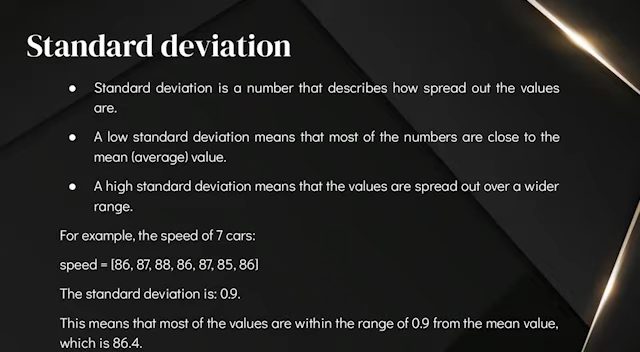 Standard deviation
● Standard deviation is a number that describes how spread out the values
are.
● A low standard deviation means that most of the numbers are close to the
mean (average) value.
● A high standard deviation means that the values are spread out over a wider
range.
For example, the speed of 7 cars:
speed = [86, 87, 88, 86, 87, 85, 86]
The standard deviation is: 0.9.
This means that most of the values are within the range of 0.9 from the mean value,
which is 86.4.